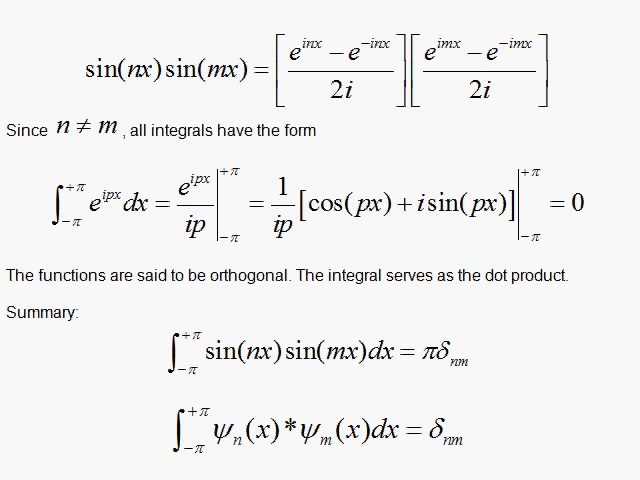 sin(nx) sin(mx) = [ (e^{inx} − e^{−inx}) / 2i ] [ (e^{imx} − e^{−imx}) / 2i ]
Since n ≠ m , all integrals have the form
∫_{−π}^{+π} e^{ipx} dx = e^{ipx} / ip |_{−π}^{+π} = 1/ip [cos(px) + i sin(px)] |_{−π}^{+π} = 0
The functions are said to be orthogonal. The integral serves as the dot product.
Summary:
∫_{−π}^{+π} sin(nx) sin(mx) dx = πδ_{nm}
∫_{−π}^{+π} ψ_n(x) * ψ_m(x) dx = δ_{nm}